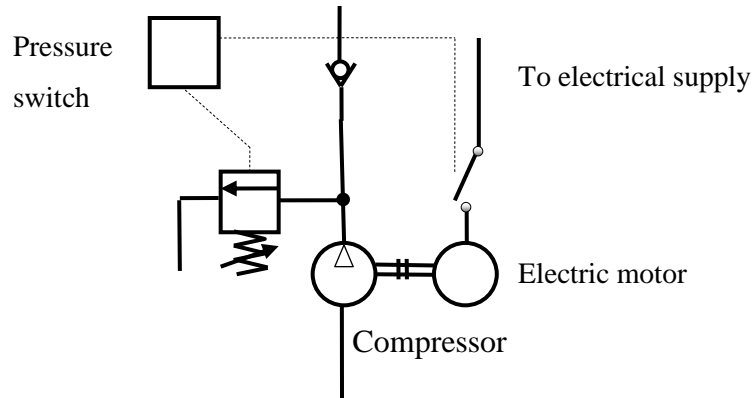 Pressure
switch
To electrical supply
Electric motor
Compressor